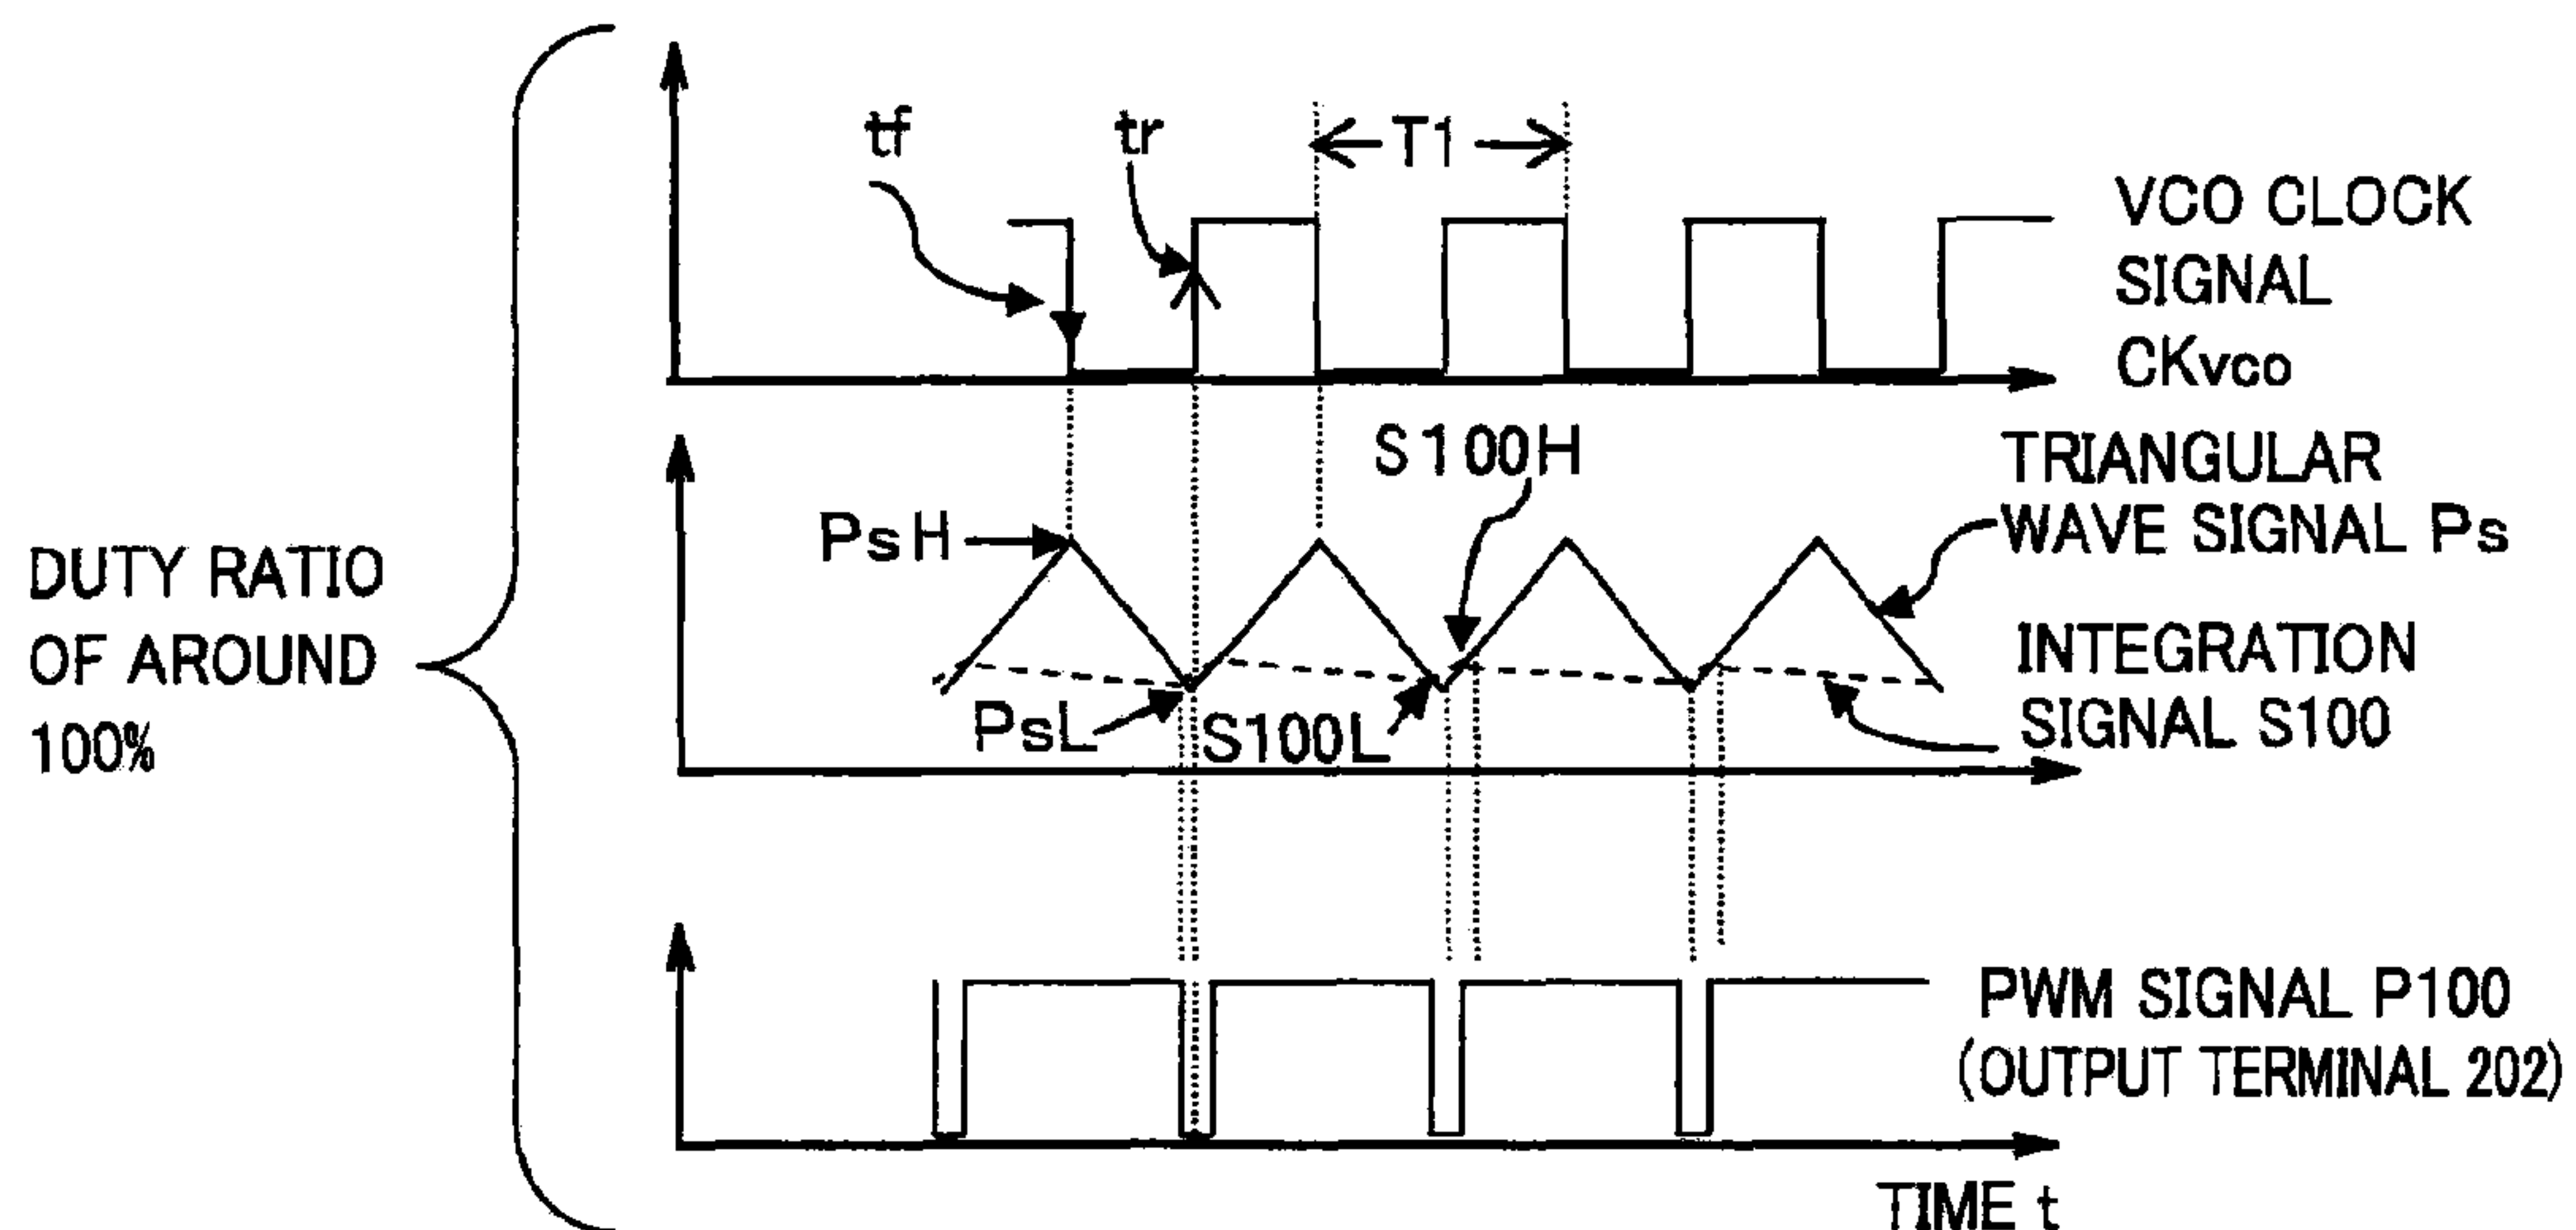 DUTY RATIO
OF AROUND
100%
tf
tr
T1
VCO CLOCK
SIGNAL
CKvco
S100H
TRIANGULAR
WAVE SIGNAL Ps
PsH
INTEGRATION
SIGNAL S100
PsL
S100L
PWM SIGNAL P100
(OUTPUT TERMINAL 202)
TIME t